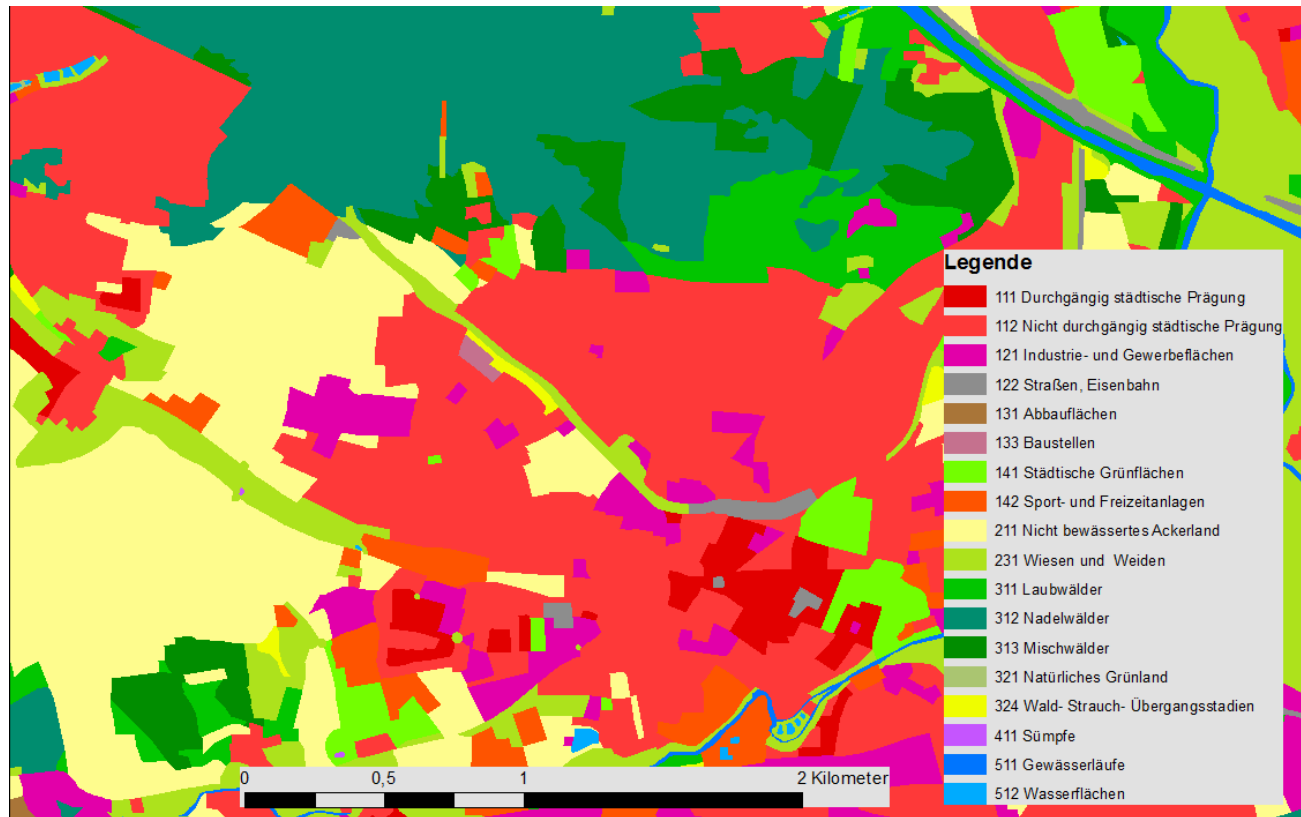 Legende
111 Durchgängig städtische Prägung
112 Nicht durchgängig städtische Prägung
121 Industrie- und Gewerbeflächen
122 Straßen, Eisenbahn
131 Abbauflächen
133 Baustellen
141 Städtische Grünflächen
142 Sport- und Freizeitanlagen
211 Nicht bewässertes Ackerland
231 Wiesen und Weiden
311 Laubwälder
312 Nadelwälder
313 Mischwälder
321 Natürliches Grünland
324 Wald- Strauch- Übergangsstadien
411 Sümpfe
511 Gewässerläufe
512 Wasserflächen
0 0,5 1 2 Kilometer